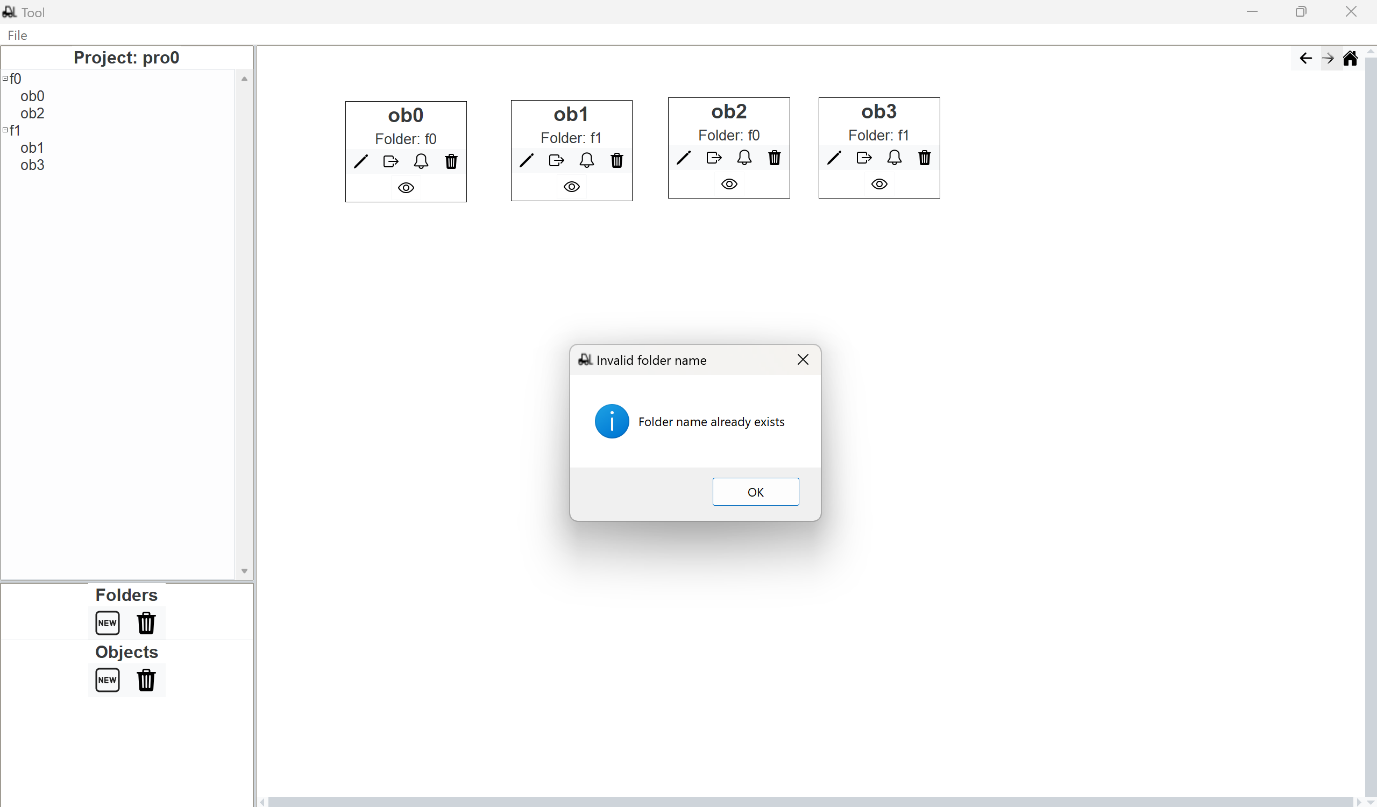 Tool
File
Project: pro0
f0
ob0
ob2
f1
ob1
ob3
ob0
Folder: f0
ob1
Folder: f1
ob2
Folder: f0
ob3
Folder: f1
Invalid folder name
Folder name already exists
OK
Folders
NEW
Objects
NEW